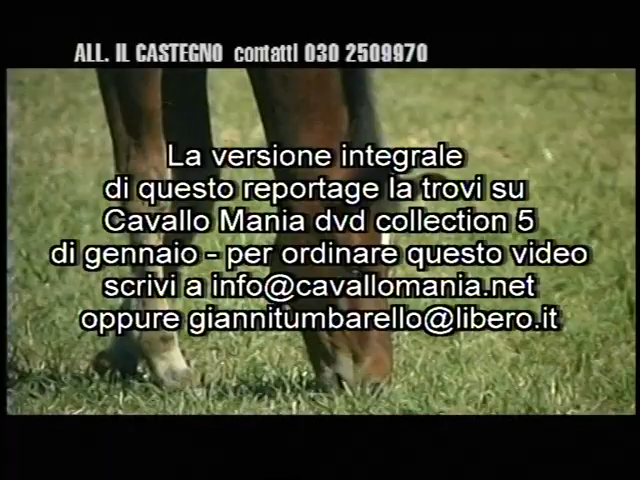 ALL. IL CASTEGNO contatti 030 2509970
La versione integrale
di questo reportage la trovi su
Cavallo Mania dvd collection 5
di gennaio - per ordinare questo video
scrivi a info@cavallomania.net
oppure giannitumbarello@libero.it